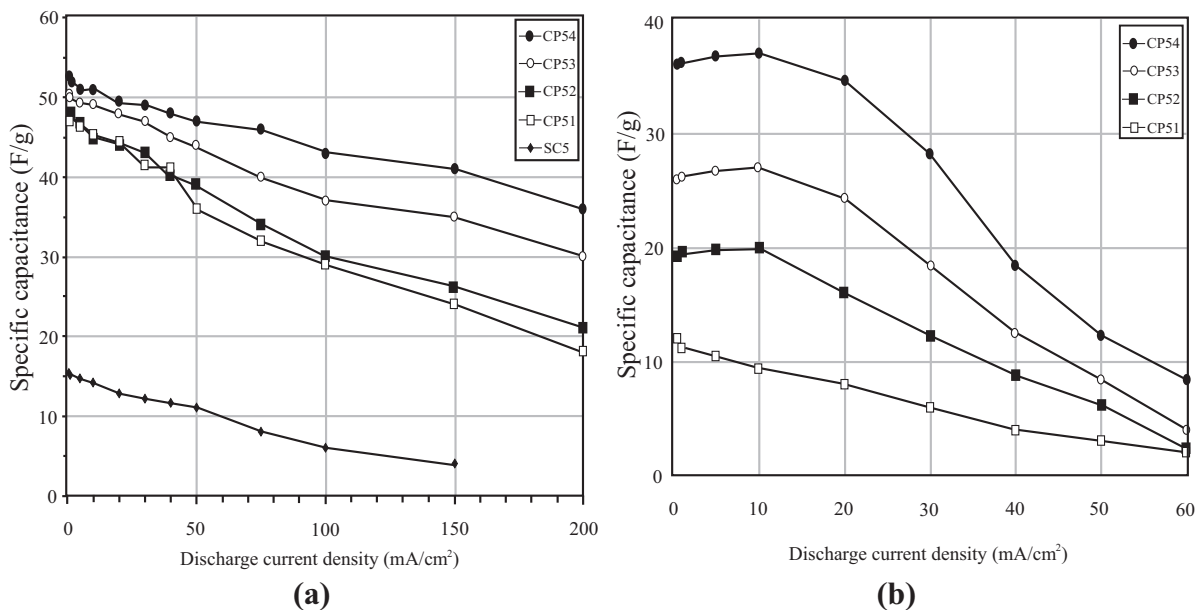 60
50
40
30
20
10
0
Specific capacitance (F/g)
CP54
CP53
CP52
CP51
SC5
0 50 100 150 200
Discharge current density (mA/cm²)
(a)
40
30
20
10
0
Specific capacitance (F/g)
CP54
CP53
CP52
CP51
0 10 20 30 40 50 60
Discharge current density (mA/cm²)
(b)